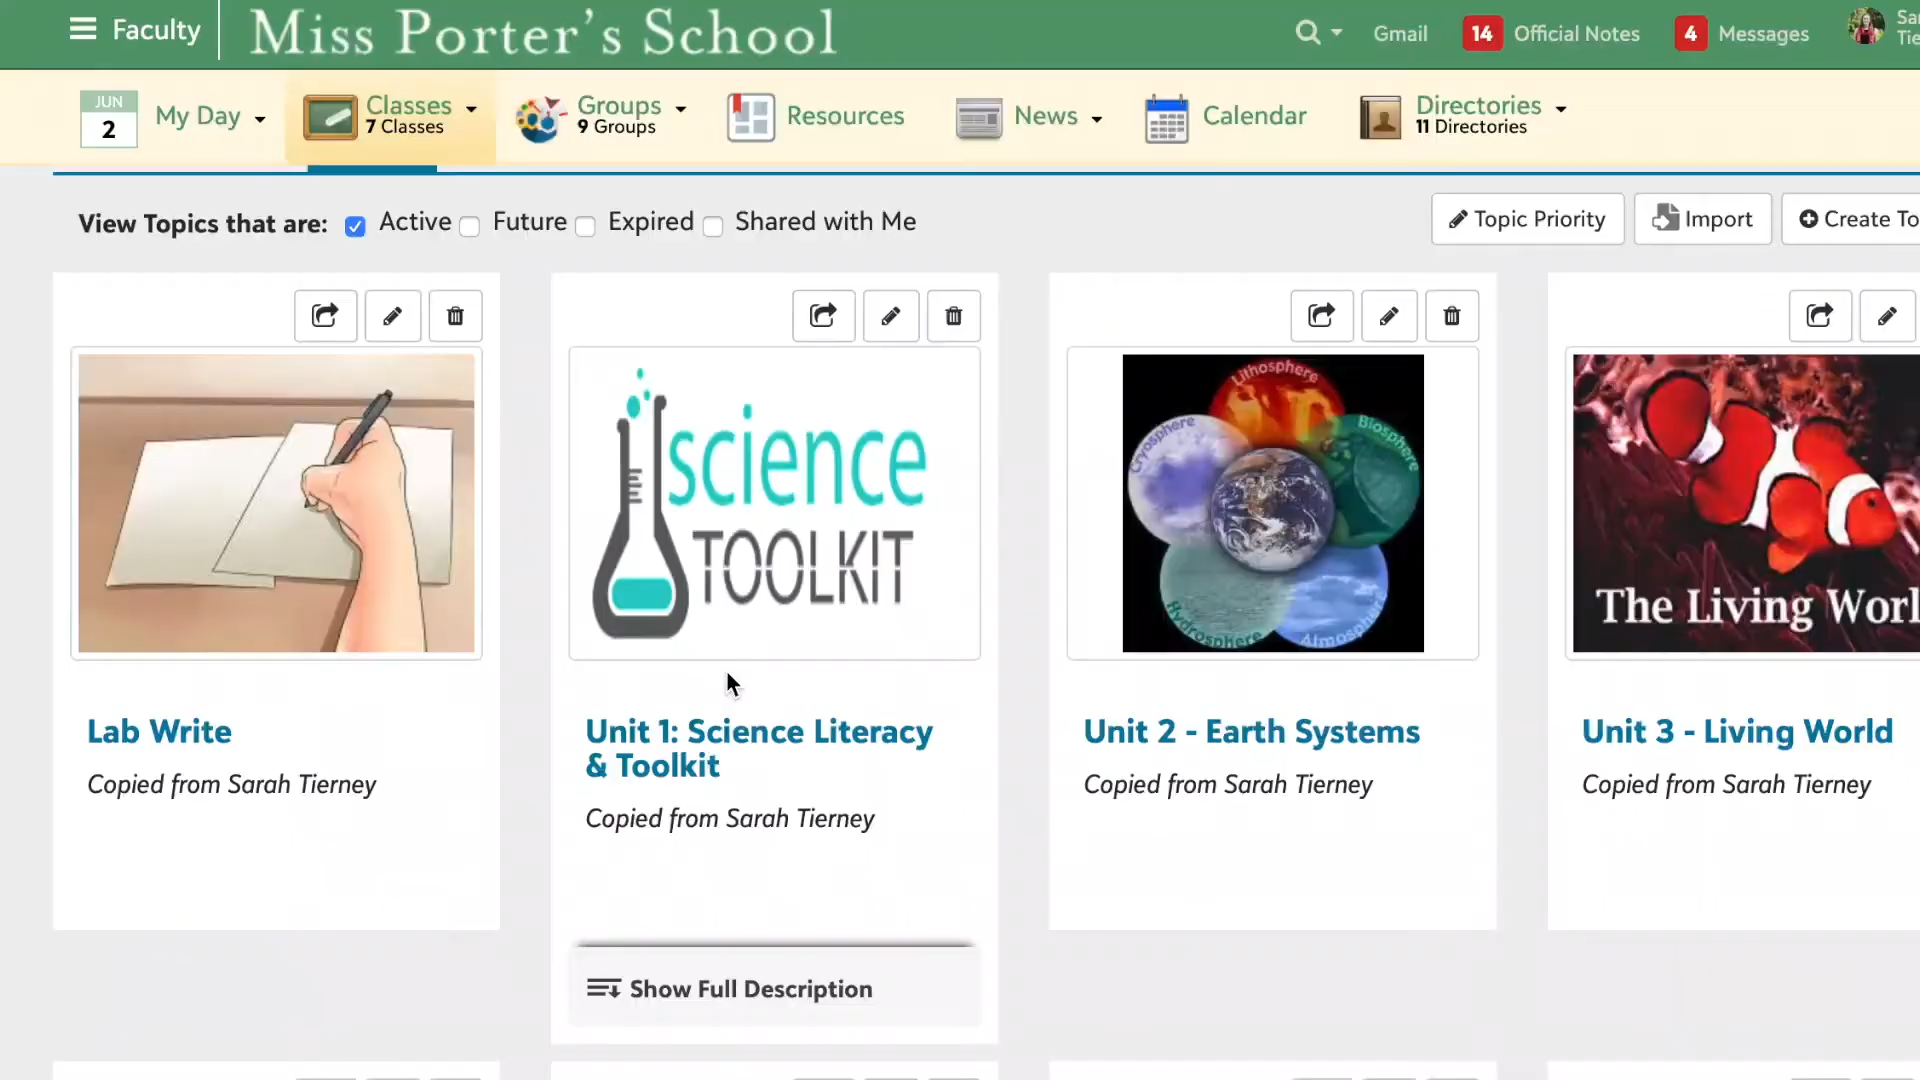 Faculty
Miss Porter's School
Gmail
14 Official Notes
4 Messages
JUN
2
My Day
Classes
7 Classes
Groups
9 Groups
Resources
News
Calendar
Directories
11 Directories
View Topics that are:
Active
Future
Expired
Shared with Me
Topic Priority
Import
Create To
science
TOOLKIT
Lithosphere
Cryosphere
Biosphere
Hydrosphere
Atmosph
The Living Worl
Lab Write
Copied from Sarah Tierney
Unit 1: Science Literacy
& Toolkit
Copied from Sarah Tierney
Show Full Description
Unit 2 - Earth Systems
Copied from Sarah Tierney
Unit 3 - Living World
Copied from Sarah Tierney